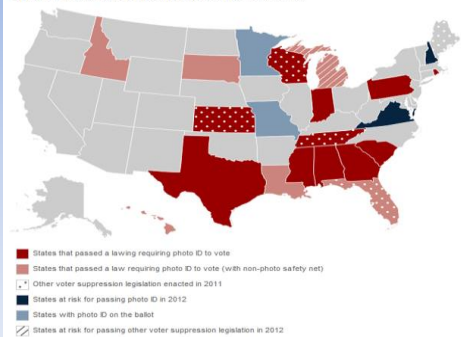 States that passed a lawing requiring photo ID to vote
States that passed a law requiring photo ID to vote (with non-photo safety net)
Other voter suppression legislation enacted in 2011
States at risk for passing photo ID in 2012
States with photo ID on the ballot
States at risk for passing other voter suppression legislation in 2012